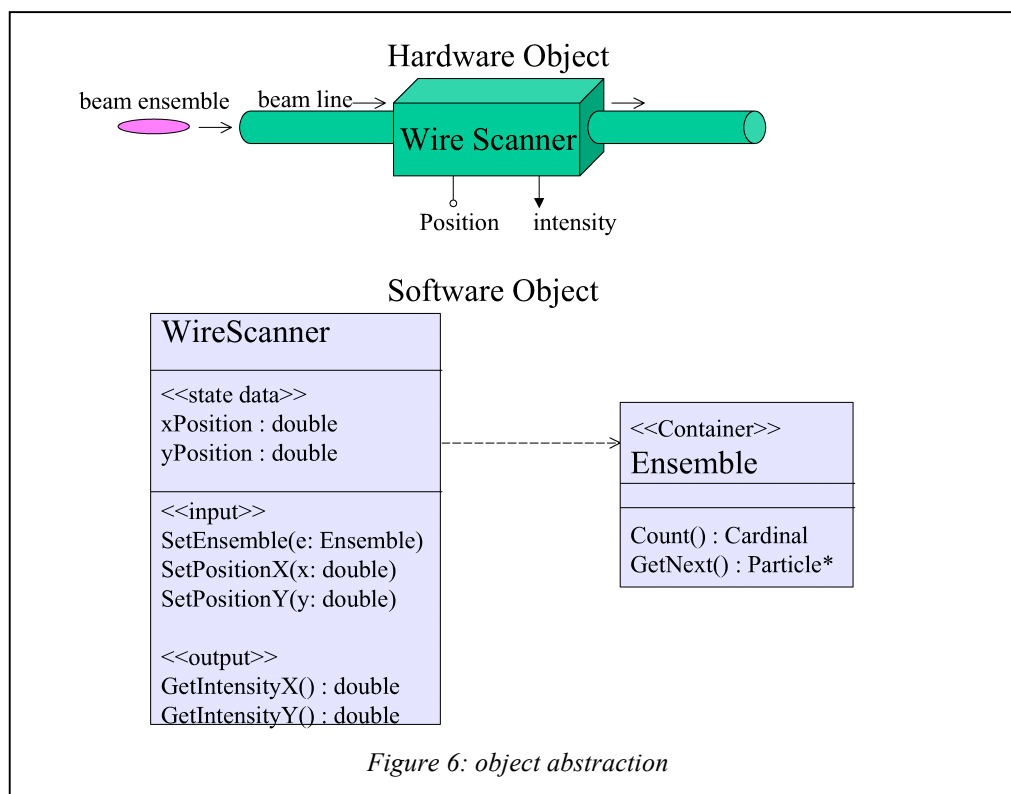 Hardware Object
beam ensemble
beam line
Wire Scanner
Position
intensity
Software Object
WireScanner
<<state data>>
xPosition : double
yPosition : double
<<input>>
SetEnsemble(e: Ensemble)
SetPositionX(x: double)
SetPositionY(y: double)
<<output>>
GetIntensityX() : double
GetIntensityY() : double
<<Container>>
Ensemble
Count() : Cardinal
GetNext() : Particle*
Figure 6: object abstraction